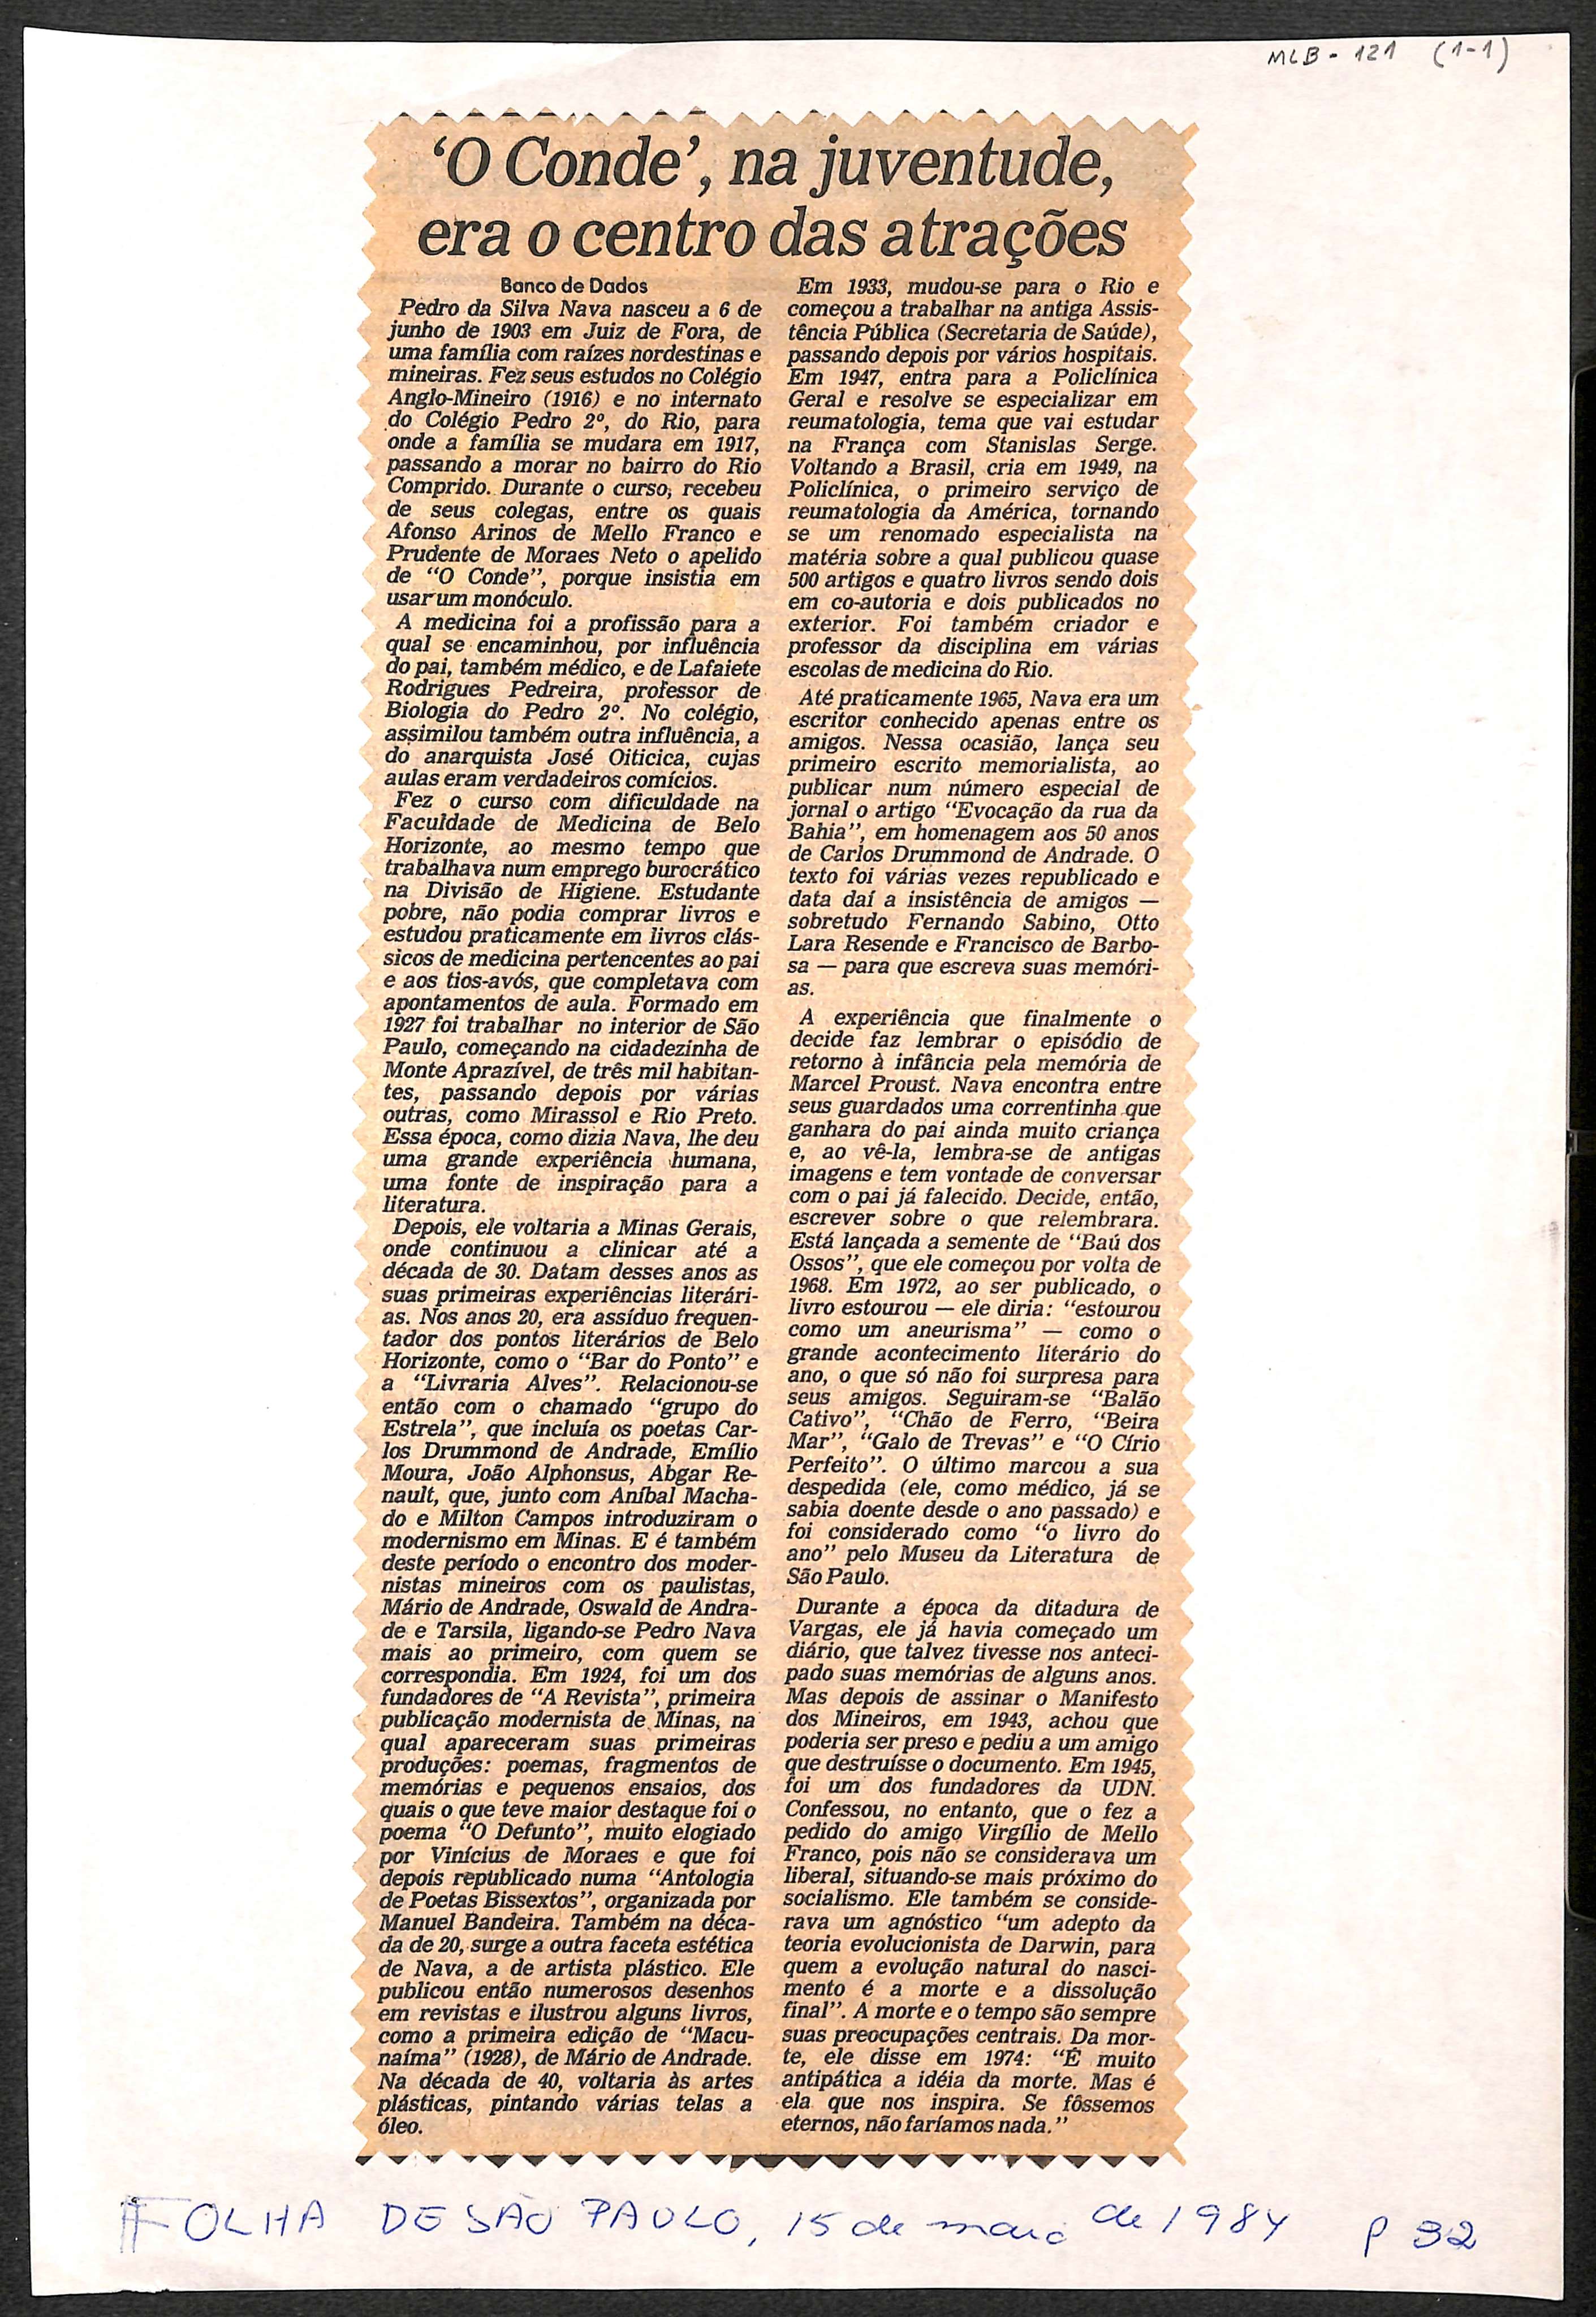 MLB - 121 (1-1)
‘O Conde’, na juventude,
era o centro das atrações
Banco de Dados
Pedro da Silva Nava nasceu a 6 de
junho de 1903 em Juiz de Fora, de
uma família com raízes nordestinas e
mineiras. Fez seus estudos no Colégio
Anglo-Mineiro (1916) e no internato
do Colégio Pedro 2º, do Rio, para
onde a família se mudara em 1917,
passando a morar no bairro do Rio
Comprido. Durante o curso, recebeu
de seus colegas, entre os quais
Afonso Arinos de Mello Franco e
Prudente de Moraes Neto o apelido
de “O Conde”, porque insistia em
usar um monóculo.
A medicina foi a profissão para a
qual se encaminhou, por influência
do pai, também médico, e de Lafaiete
Rodrigues Pedreira, professor de
Biologia do Pedro 2º. No colégio,
assimilou também outra influência, a
do anarquista José Oiticica, cujas
aulas eram verdadeiros comícios.
Fez o curso com dificuldade na
Faculdade de Medicina de Belo
Horizonte, ao mesmo tempo que
trabalhava num emprego burocrático
na Divisão de Higiene. Estudante
pobre, não podia comprar livros e
estudou praticamente em livros clás-
sicos de medicina pertencentes ao pai
e aos tios-avós, que completava com
apontamentos de aula. Formado em
1927 foi trabalhar no interior de São
Paulo, começando na cidadezinha de
Monte Aprazível, de três mil habitan-
tes, passando depois por várias
outras, como Mirassol e Rio Preto.
Essa época, como dizia Nava, lhe deu
uma grande experiência humana,
uma fonte de inspiração para a
literatura.
Depois, ele voltaria a Minas Gerais,
onde continuou a clinicar até a
década de 30. Datam desses anos as
suas primeiras experiências literári-
as. Nos anos 20, era assíduo frequen-
tador dos pontos literários de Belo
Horizonte, como o “Bar do Ponto” e
a “Livraria Alves”. Relacionou-se
então com o chamado “grupo do
Estrela”, que incluía os poetas Car-
los Drummond de Andrade, Emílio
Moura, João Alphonsus, Abgar Re-
nault, que, junto com Aníbal Macha-
do e Milton Campos introduziram o
modernismo em Minas. E é também
deste período o encontro dos moder-
nistas mineiros com os paulistas,
Mário de Andrade, Oswald de Andra-
de e Tarsila, ligando-se Pedro Nava
mais ao primeiro, com quem se
correspondia. Em 1924, foi um dos
fundadores de “A Revista”, primeira
publicação modernista de Minas, na
qual apareceram suas primeiras
produções: poemas, fragmentos de
memórias e pequenos ensaios, dos
quais o que teve maior destaque foi o
poema “O Defunto”, muito elogiado
por Vinícius de Moraes e que foi
depois republicado numa “Antologia
de Poetas Bissextos”, organizada por
Manuel Bandeira. Também na déca-
da de 20, surge a outra faceta estética
de Nava, a de artista plástico. Ele
publicou então numerosos desenhos
em revistas e ilustrou alguns livros,
como a primeira edição de “Macu-
naíma” (1928), de Mário de Andrade.
Na década de 40, voltaria às artes
plásticas, pintando várias telas a
óleo.
Em 1933, mudou-se para o Rio e
começou a trabalhar na antiga Assis-
tência Pública (Secretaria de Saúde),
passando depois por vários hospitais.
Em 1947, entra para a Policlínica
Geral e resolve se especializar em
reumatologia, tema que vai estudar
na França com Stanislas Serge.
Voltando a Brasil, cria em 1949, na
Policlínica, o primeiro serviço de
reumatologia da América, tornando
se um renomado especialista na
matéria sobre a qual publicou quase
500 artigos e quatro livros sendo dois
em co-autoria e dois publicados no
exterior. Foi também criador e
professor da disciplina em várias
escolas de medicina do Rio.
Até praticamente 1965, Nava era um
escritor conhecido apenas entre os
amigos. Nessa ocasião, lança seu
primeiro escrito memorialista, ao
publicar num número especial de
jornal o artigo “Evocação da rua da
Bahia”, em homenagem aos 50 anos
de Carlos Drummond de Andrade. O
texto foi várias vezes republicado e
data daí a insistência de amigos —
sobretudo Fernando Sabino, Otto
Lara Resende e Francisco de Barbo-
sa — para que escreva suas memóri-
as.
A experiência que finalmente o
decide faz lembrar o episódio de
retorno à infância pela memória de
Marcel Proust. Nava encontra entre
seus guardados uma correntinha que
ganhara do pai ainda muito criança
e, ao vê-la, lembra-se de antigas
imagens e tem vontade de conversar
com o pai já falecido. Decide, então,
escrever sobre o que relembrara.
Está lançada a semente de “Baú dos
Ossos”, que ele começou por volta de
1968. Em 1972, ao ser publicado, o
livro estourou — ele diria: “estourou
como um aneurisma” — como o
grande acontecimento literário do
ano, o que só não foi surpresa para
seus amigos. Seguiram-se “Balão
Cativo”, “Chão de Ferro, “Beira
Mar”, “Galo de Trevas” e “O Círio
Perfeito”. O último marcou a sua
despedida (ele, como médico, já se
sabia doente desde o ano passado) e
foi considerado como “o livro do
ano” pelo Museu da Literatura de
São Paulo.
Durante a época da ditadura de
Vargas, ele já havia começado um
diário, que talvez tivesse nos anteci-
pado suas memórias de alguns anos.
Mas depois de assinar o Manifesto
dos Mineiros, em 1943, achou que
poderia ser preso e pediu a um amigo
que destruísse o documento. Em 1945,
foi um dos fundadores da UDN.
Confessou, no entanto, que o fez a
pedido do amigo Virgílio de Mello
Franco, pois não se considerava um
liberal, situando-se mais próximo do
socialismo. Ele também se conside-
rava um agnóstico “um adepto da
teoria evolucionista de Darwin, para
quem a evolução natural do nasci-
mento é a morte e a dissolução
final”. A morte e o tempo são sempre
suas preocupações centrais. Da mor-
te, ele disse em 1974: “É muito
antipática a idéia da morte. Mas é
ela que nos inspira. Se fôssemos
eternos, não faríamos nada.”
FOLHA DE SÃO PAULO, 15 de maio de 1984 p 32